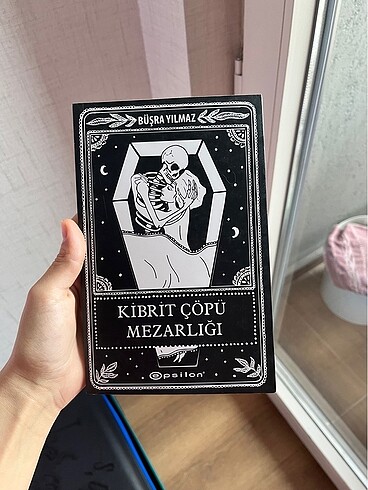 BÜŞRA YILMAZ
KİBRİT ÇÖPÜ
MEZARLIĞI
epsilon